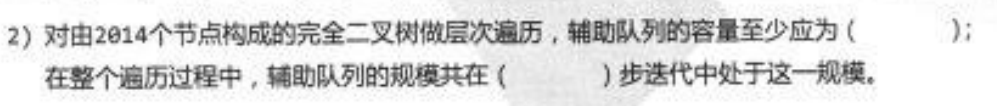 2) 对由2014个节点构成的完全二叉树做层次遍历，辅助队列的容量至少应为 (      );
在整个遍历过程中，辅助队列的规模共在 (      ) 步迭代中处于这一规模。